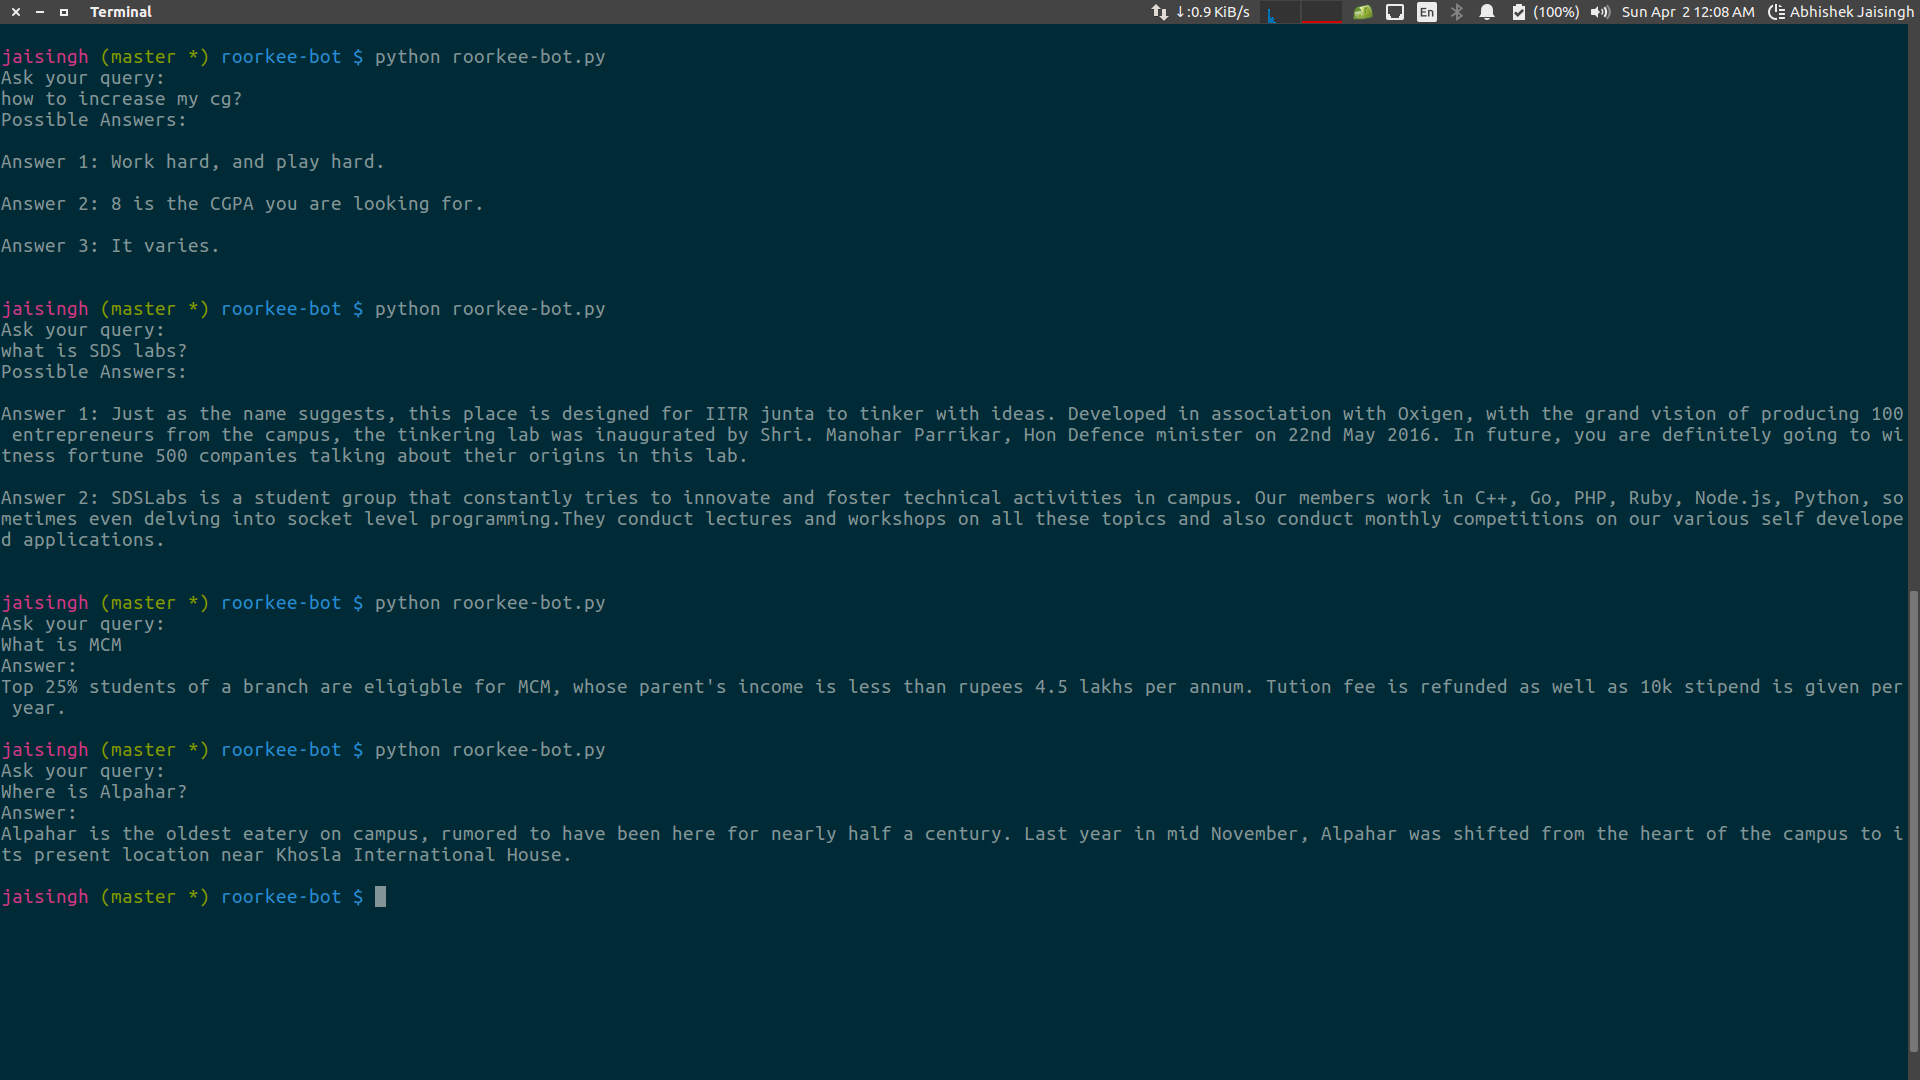 Terminal ↓:0.9 KiB/s En (100%) Sun Apr 2 12:08 AM Abhishek Jaisingh
jaisingh (master *) roorkee-bot $ python roorkee-bot.py
Ask your query:
how to increase my cg?
Possible Answers:
Answer 1: Work hard, and play hard.
Answer 2: 8 is the CGPA you are looking for.
Answer 3: It varies.
jaisingh (master *) roorkee-bot $ python roorkee-bot.py
Ask your query:
what is SDS labs?
Possible Answers:
Answer 1: Just as the name suggests, this place is designed for IITR junta to tinker with ideas. Developed in association with Oxigen, with the grand vision of producing 100
 entrepreneurs from the campus, the tinkering lab was inaugurated by Shri. Manohar Parrikar, Hon Defence minister on 22nd May 2016. In future, you are definitely going to wi
tness fortune 500 companies talking about their origins in this lab.
Answer 2: SDSLabs is a student group that constantly tries to innovate and foster technical activities in campus. Our members work in C++, Go, PHP, Ruby, Node.js, Python, so
metimes even delving into socket level programming.They conduct lectures and workshops on all these topics and also conduct monthly competitions on our various self develope
d applications.
jaisingh (master *) roorkee-bot $ python roorkee-bot.py
Ask your query:
What is MCM
Answer:
Top 25% students of a branch are eligigble for MCM, whose parent's income is less than rupees 4.5 lakhs per annum. Tution fee is refunded as well as 10k stipend is given per
 year.
jaisingh (master *) roorkee-bot $ python roorkee-bot.py
Ask your query:
Where is Alpahar?
Answer:
Alpahar is the oldest eatery on campus, rumored to have been here for nearly half a century. Last year in mid November, Alpahar was shifted from the heart of the campus to i
ts present location near Khosla International House.
jaisingh (master *) roorkee-bot $